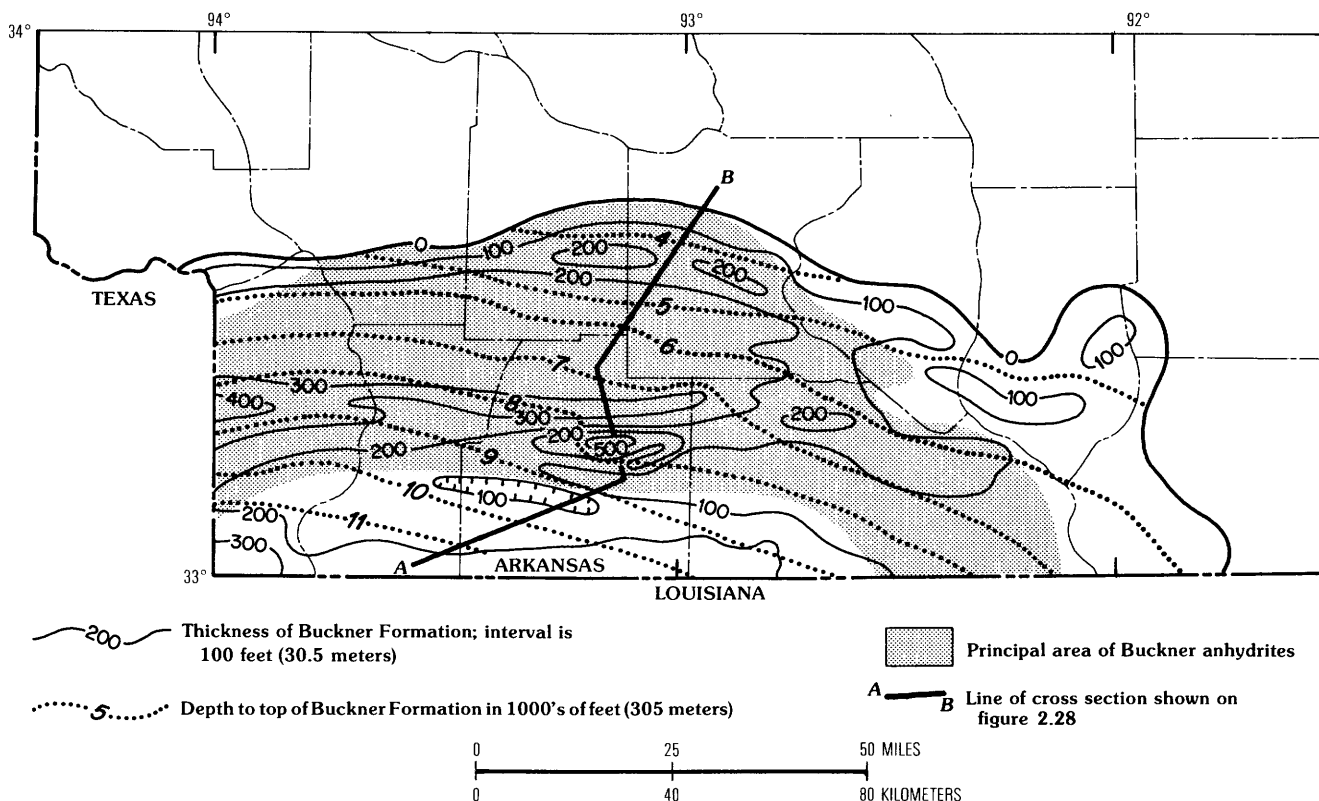 94° 93° 92°
34°
B
0 100 200 4
200
200
5
100
6
0 100
7
100
300
400 8 300
200 500 200
200 9
10 100 100
11
200
300
A
33°
TEXAS
ARKANSAS
LOUISIANA
200 Thickness of Buckner Formation; interval is
100 feet (30.5 meters)
5 Depth to top of Buckner Formation in 1000's of feet (305 meters)
Principal area of Buckner anhydrites
A B Line of cross section shown on
figure 2.28
0 25 50 MILES
0 40 80 KILOMETERS